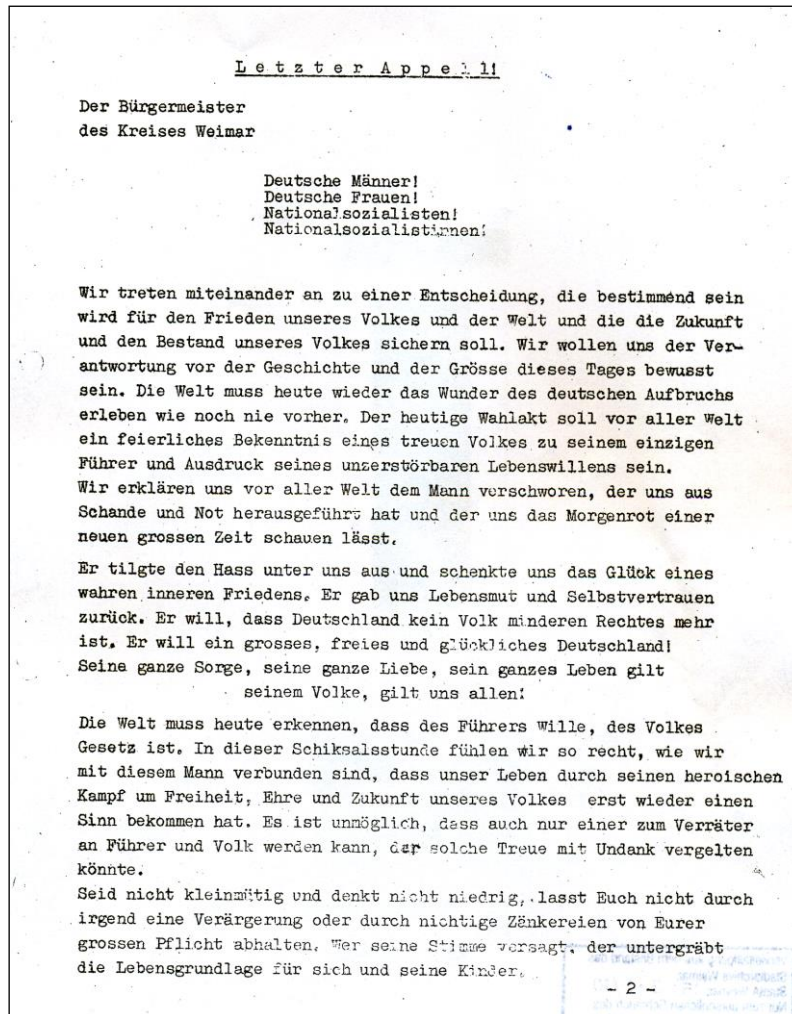 Letzter Appell!
Der Bürgermeister
des Kreises Weimar
Deutsche Männer!
Deutsche Frauen!
Nationalsozialisten!
Nationalsozialistinnen!
Wir treten miteinander an zu einer Entscheidung, die bestimmend sein
wird für den Frieden unseres Volkes und der Welt und die die Zukunft
und den Bestand unseres Volkes sichern soll. Wir wollen uns der Ver-
antwortung vor der Geschichte und der Grösse dieses Tages bewusst
sein. Die Welt muss heute wieder das Wunder des deutschen Aufbruchs
erleben wie noch nie vorher. Der heutige Wahlakt soll vor aller Welt
ein feierliches Bekenntnis eines treuen Volkes zu seinem einzigen
Führer und Ausdruck seines unzerstörbaren Lebenswillens sein.
Wir erklären uns vor aller Welt dem Mann verschworen, der uns aus
Schande und Not herausgeführt hat und der uns das Morgenrot einer
neuen grossen Zeit schauen lässt.
Er tilgte den Hass unter uns aus und schenkte uns das Glück eines
wahren inneren Friedens. Er gab uns Lebensmut und Selbstvertrauen
zurück. Er will, dass Deutschland kein Volk minderen Rechtes mehr
ist. Er will ein grosses, freies und glückliches Deutschland!
Seine ganze Sorge, seine ganze Liebe, sein ganzes Leben gilt
seinem Volke, gilt uns allen!
Die Welt muss heute erkennen, dass des Führers Wille, des Volkes
Gesetz ist. In dieser Schiksalsstunde fühlen wir so recht, wie wir
mit diesem Mann verbunden sind, dass unser Leben durch seinen heroischen
Kampf um Freiheit, Ehre und Zukunft unseres Volkes erst wieder einen
Sinn bekommen hat. Es ist unmöglich, dass auch nur einer zum Verräter
an Führer und Volk werden kann, der solche Treue mit Undank vergelten
könnte.
Seid nicht kleinmütig und denkt nicht niedrig, lasst Euch nicht durch
irgend eine Verärgerung oder durch nichtige Zänkereien von Eurer
grossen Pflicht abhalten. Wer seine Stimme versagt, der untergräbt
die Lebensgrundlage für sich und seine Kinder.
- 2 -